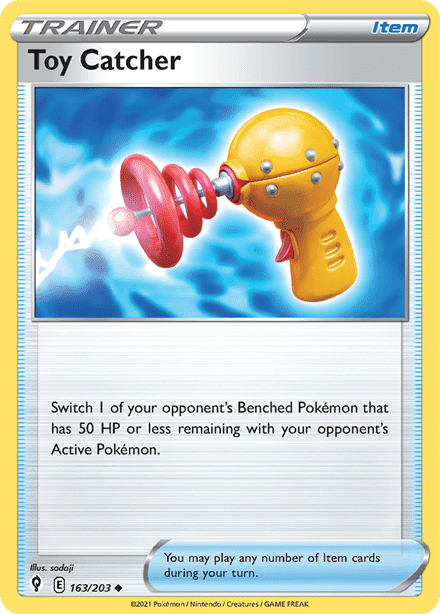 TRAINER Item
Toy Catcher
Switch 1 of your opponent's Benched Pokémon that
has 50 HP or less remaining with your opponent's
Active Pokémon.
Illus. sadaji
E 163/203
You may play any number of Item cards
during your turn.
©2021 Pokémon / Nintendo / Creatures / GAME FREAK